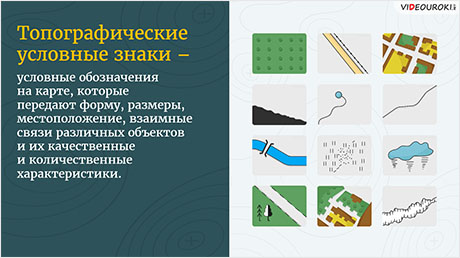 VIDEOUROKI
Топографические
условные знаки –
условные обозначения
на карте, которые
передают форму, размеры,
местоположение, взаимные
связи различных объектов
и их качественные
и количественные
характеристики.